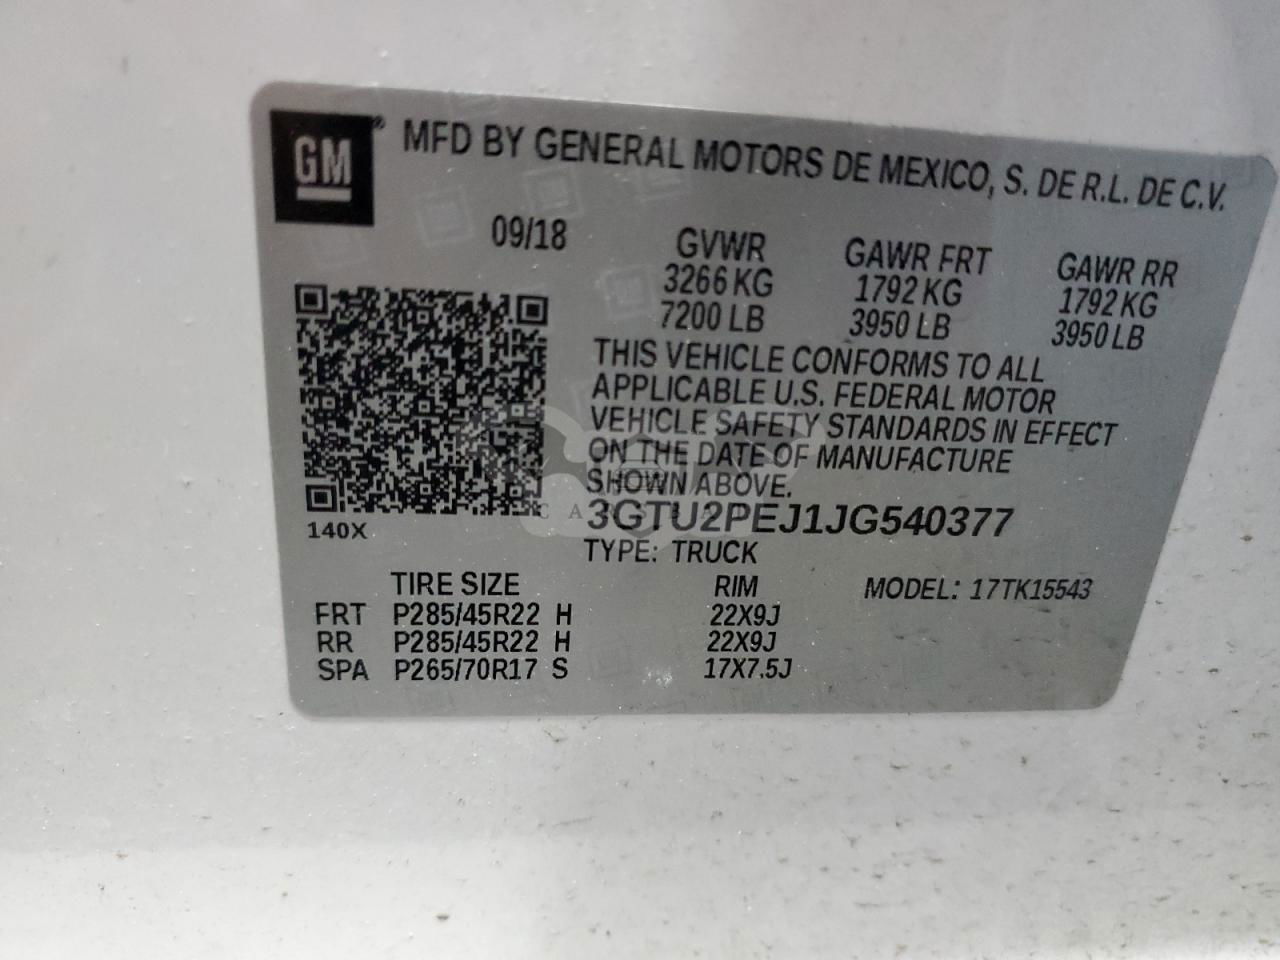 GM
MFD BY GENERAL MOTORS DE MEXICO, S. DE R.L. DE C.V.
09/18 GVWR GAWR FRT GAWR RR
3266 KG 1792 KG 1792 KG
7200 LB 3950 LB 3950 LB
THIS VEHICLE CONFORMS TO ALL
APPLICABLE U.S. FEDERAL MOTOR
VEHICLE SAFETY STANDARDS IN EFFECT
ON THE DATE OF MANUFACTURE
SHOWN ABOVE.
3GTU2PEJ1JG540377
140X
TYPE: TRUCK
TIRE SIZE RIM MODEL: 17TK15543
FRT P285/45R22 H 22X9J
RR P285/45R22 H 22X9J
SPA P265/70R17 S 17X7.5J